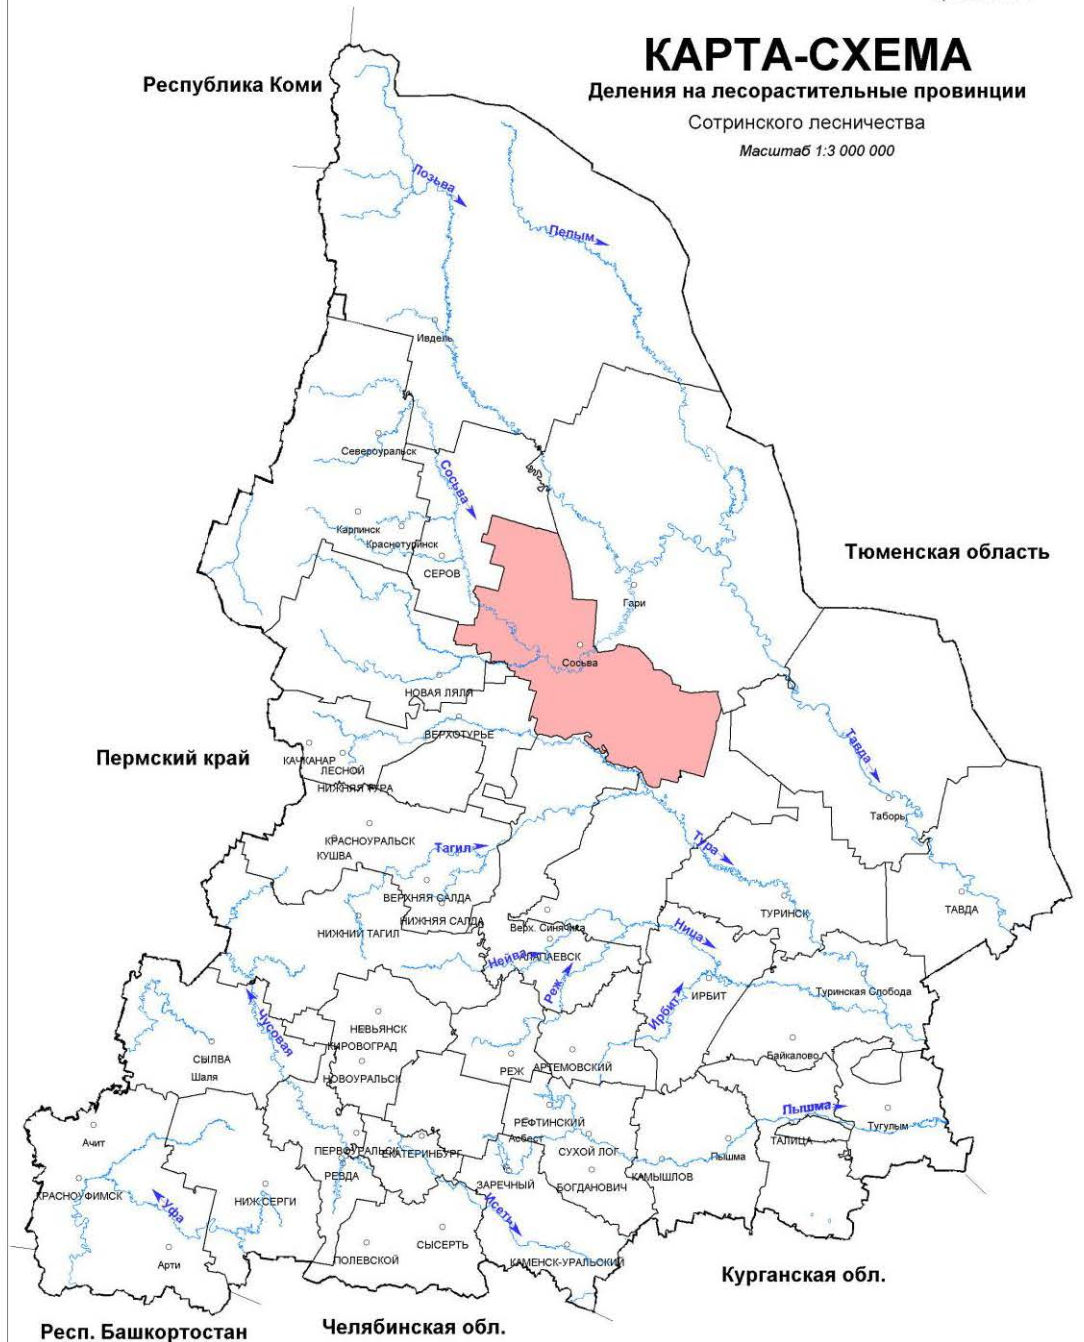 КАРТА-СХЕМА
Деления на лесорастительные провинции
Сотринского лесничества
Масштаб 1:3 000 000
Республика Коми
Лозьва
Пелым
Ивдель
Североуральск
Сосьва
Карпинск
Краснотурьинск
СЕРОВ
Тюменская область
Гари
Сосьва
НОВАЯ ЛЯЛЯ
ВЕРХОТУРЬЕ
Пермский край
КАЧКАНАР
ЛЕСНОЙ
НИЖНЯЯ ТУРА
Тавда
Таборы
КРАСНОУРАЛЬСК
КУШВА
Тагил
Тура
ВЕРХНЯЯ САЛДА
НИЖНЯЯ САЛДА
ТУРИНСК
ТАВДА
НИЖНИЙ ТАГИЛ
Верх. Синячиха
Ница
Нейва
АЛАПАЕВСК
Реж
ИРБИТ
Ирбит
Туринская Слобода
Чусовая
НЕВЬЯНСК
КИРОВОГРАД
СЫЛВА
Шаля
НОВОУРАЛЬСК
РЕЖ
АРТЕМОВСКИЙ
Байкалово
Пышма
Ачит
РЕФТИНСКИЙ
Асбест
Тугулым
ТАЛИЦА
ПЕРВОУРАЛЬСК
ЕКАТЕРИНБУРГ
СУХОЙ ЛОГ
Пышма
РЕВДА
ЗАРЕЧНЫЙ
БОГДАНОВИЧ
КАМЫШЛОВ
КРАСНОУФИМСК
Уфа
НИЖ.СЕРГИ
Исеть
СЫСЕРТЬ
Арти
ПОЛЕВСКОЙ
КАМЕНСК-УРАЛЬСКИЙ
Курганская обл.
Респ. Башкортостан
Челябинская обл.